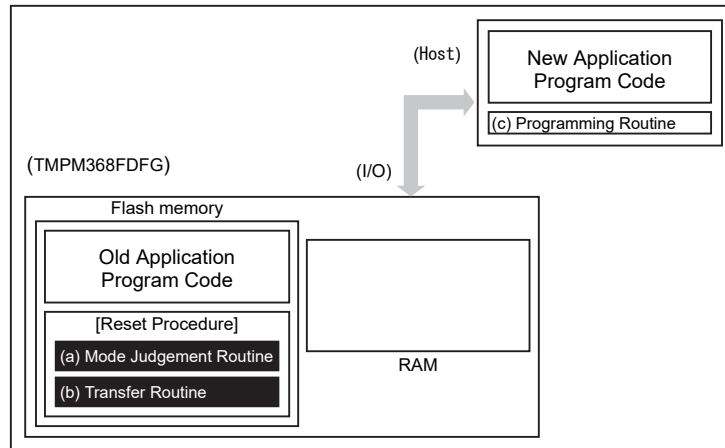 (Host)
New Application
Program Code
(c) Programming Routine
(TMPM368FDFG)
(I/O)
Flash memory
Old Application
Program Code
[Reset Procedure]
(a) Mode Judgement Routine
(b) Transfer Routine
RAM